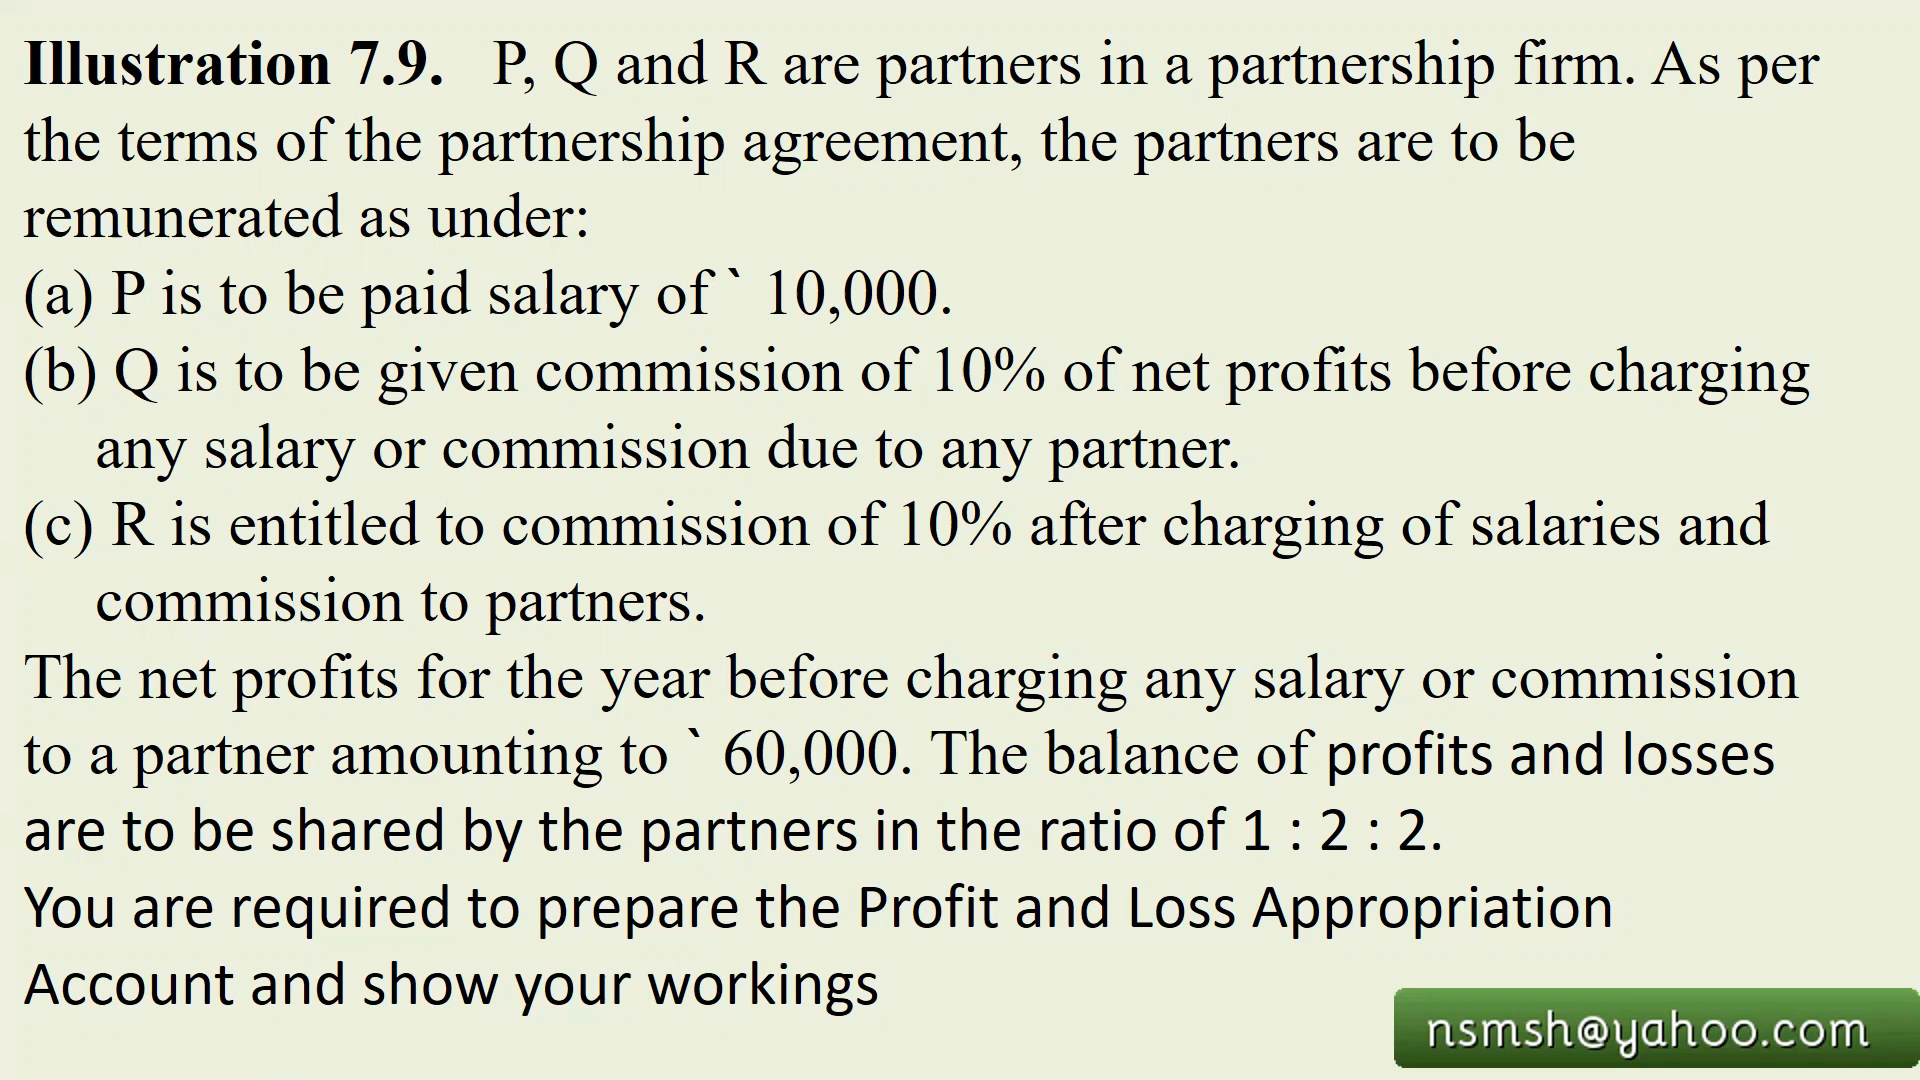 Illustration 7.9. P, Q and R are partners in a partnership firm. As per
the terms of the partnership agreement, the partners are to be
remunerated as under:
(a) P is to be paid salary of ` 10,000.
(b) Q is to be given commission of 10% of net profits before charging
any salary or commission due to any partner.
(c) R is entitled to commission of 10% after charging of salaries and
commission to partners.
The net profits for the year before charging any salary or commission
to a partner amounting to ` 60,000. The balance of profits and losses
are to be shared by the partners in the ratio of 1 : 2 : 2.
You are required to prepare the Profit and Loss Appropriation
Account and show your workings
nsmsh@yahoo.com